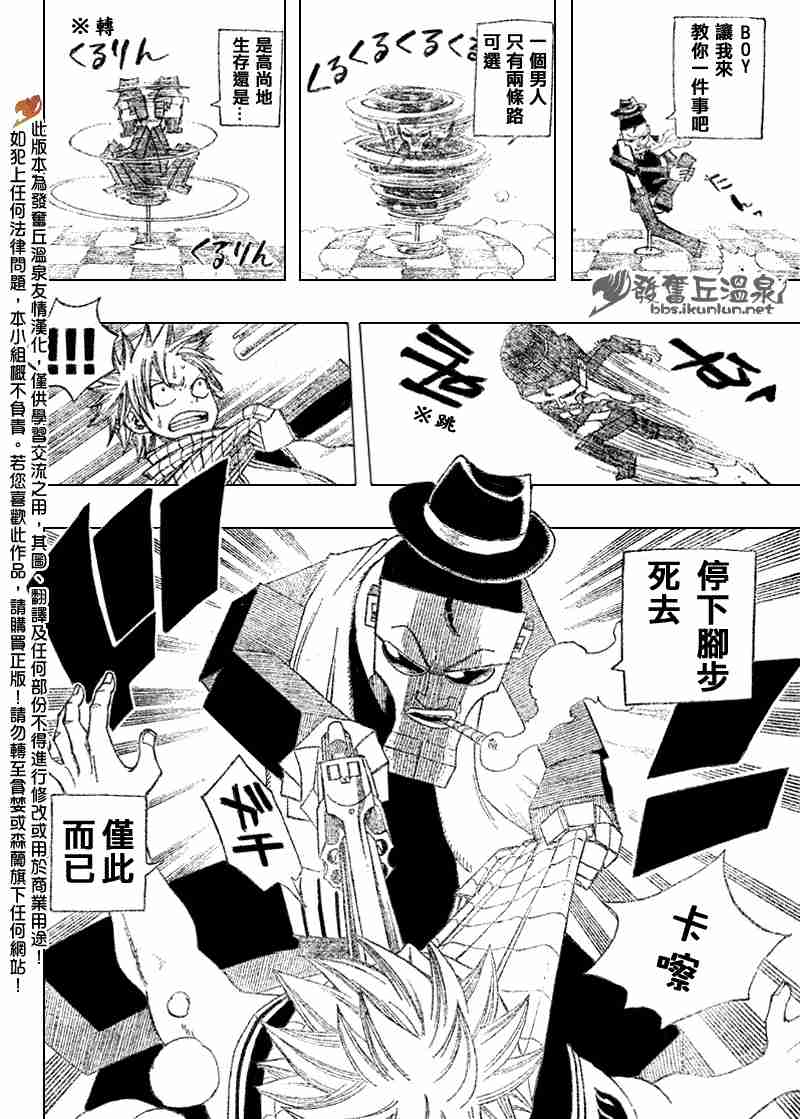 BOY
讓我來
教你一件事吧
たーん。
一個男人
只有兩條路
可選
くるくるくるくる
是高尚地
生存還是…
※轉
くるりん
くるりん
發奮丘溫泉
bbs.ikunlun.net
※跳
!!!
停下腳步
死去
卡嚓
僅此
而已
此版本為發奮丘溫泉友情漢化，僅供學習交流之用，其圖、翻譯及任何部份不得進行修改或用於商業用途！
如犯上任何法律問題，本小組概不負責。若您喜歡此作品，請購買正版！請勿轉至貪婪或森蘭旗下任何網站！